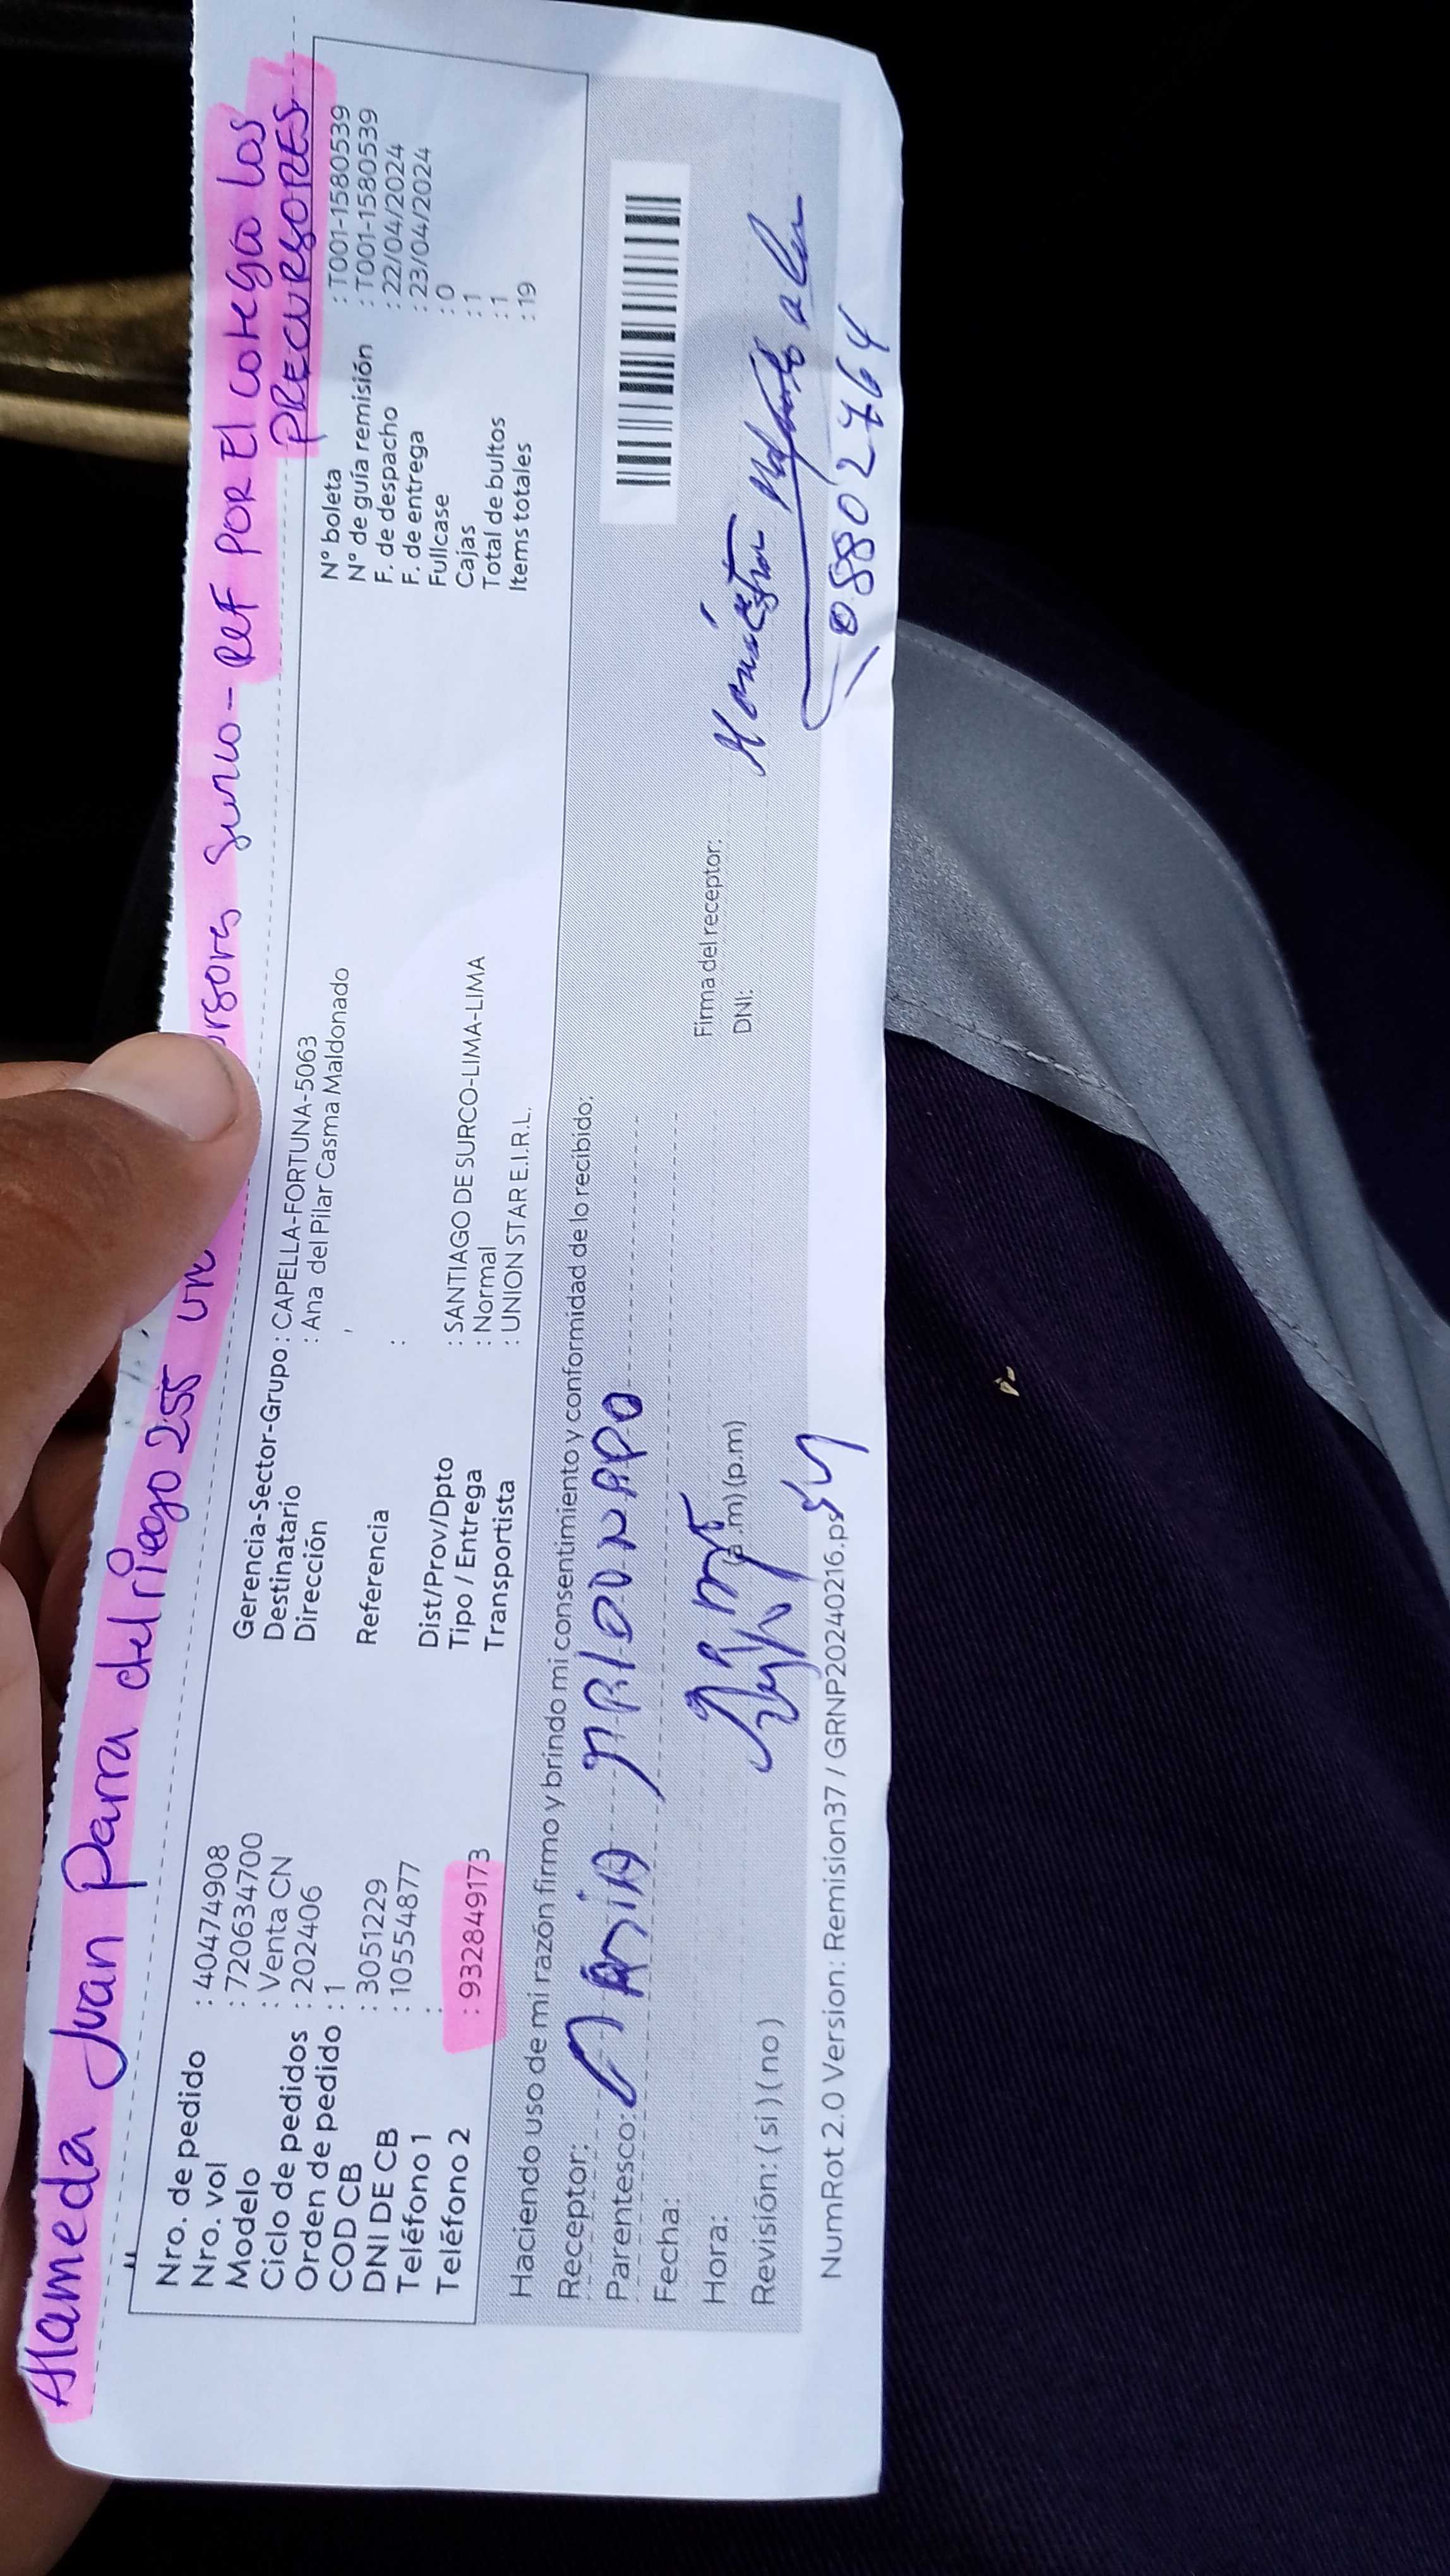 Alameda Juan Parra del riego 255 ur rsores surco - REF POR El colegio los
PRECURSORES
Nro. de pedido : 40474908
Nro. vol : 720634700
Modelo : Venta CN
Ciclo de pedidos : 202406
Orden de pedido : 1
COD CB : 3051229
DNI DE CB : 10554877
Teléfono 1 :
Teléfono 2 : 932849173
Gerencia-Sector-Grupo : CAPELLA-FORTUNA-5063
Destinatario : Ana del Pilar Casma Maldonado
Dirección ,
Referencia :
Dist/Prov/Dpto : SANTIAGO DE SURCO-LIMA-LIMA
Tipo / Entrega : Normal
Transportista : UNION STAR E.I.R.L.
N° boleta : T001-1580539
N° de guía remisión : T001-1580539
F. de despacho : 22/04/2024
F. de entrega : 23/04/2024
Fullcase : 0
Cajas : 1
Total de bultos : 1
Items totales : 19
Haciendo uso de mi razón firmo y brindo mi consentimiento y conformidad de lo recibido:
Receptor:
Parentesco:
Fecha:
Hora: (a.m) (p.m)
Revisión: ( si ) ( no )
Firma del receptor:
DNI:
08802764
NumRot 2.0 Version: Remision37 / GRNP20240216.ps